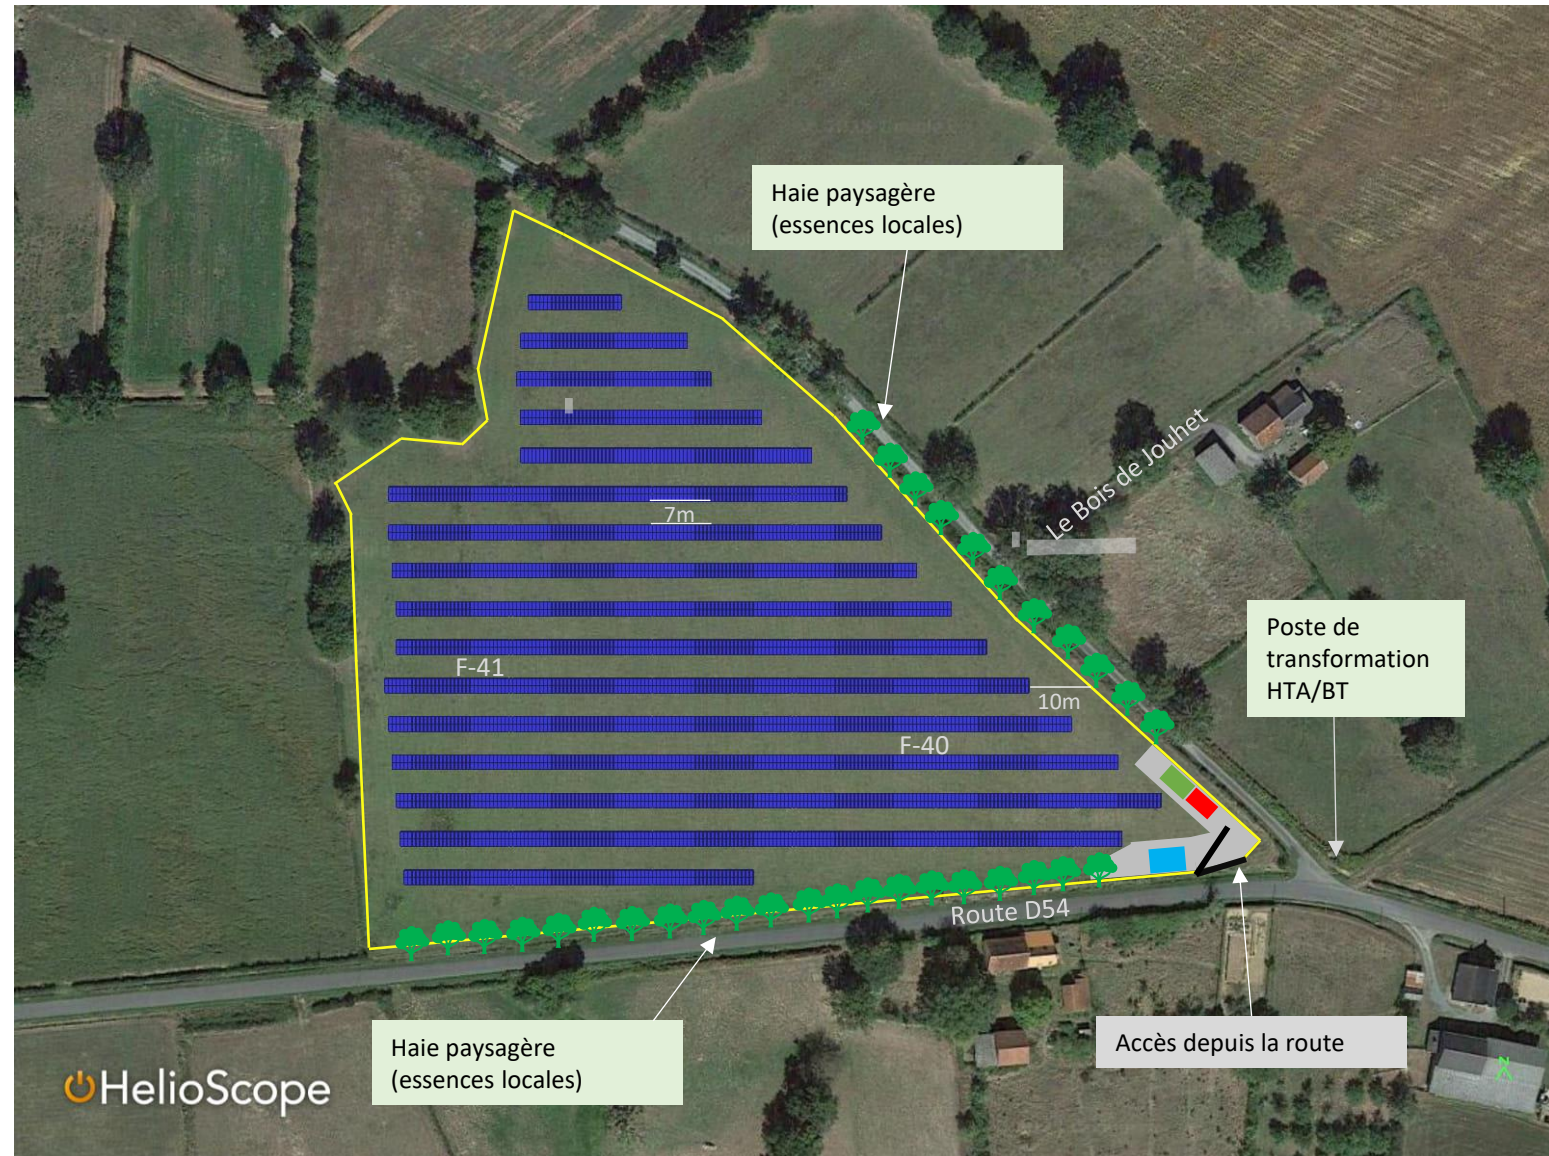 Haie paysagère
(essences locales)
Le Bois de Jouhet
7m
Poste de
transformation
HTA/BT
F-41
10m
F-40
Route D54
Haie paysagère
(essences locales)
Accès depuis la route
HelioScope
N